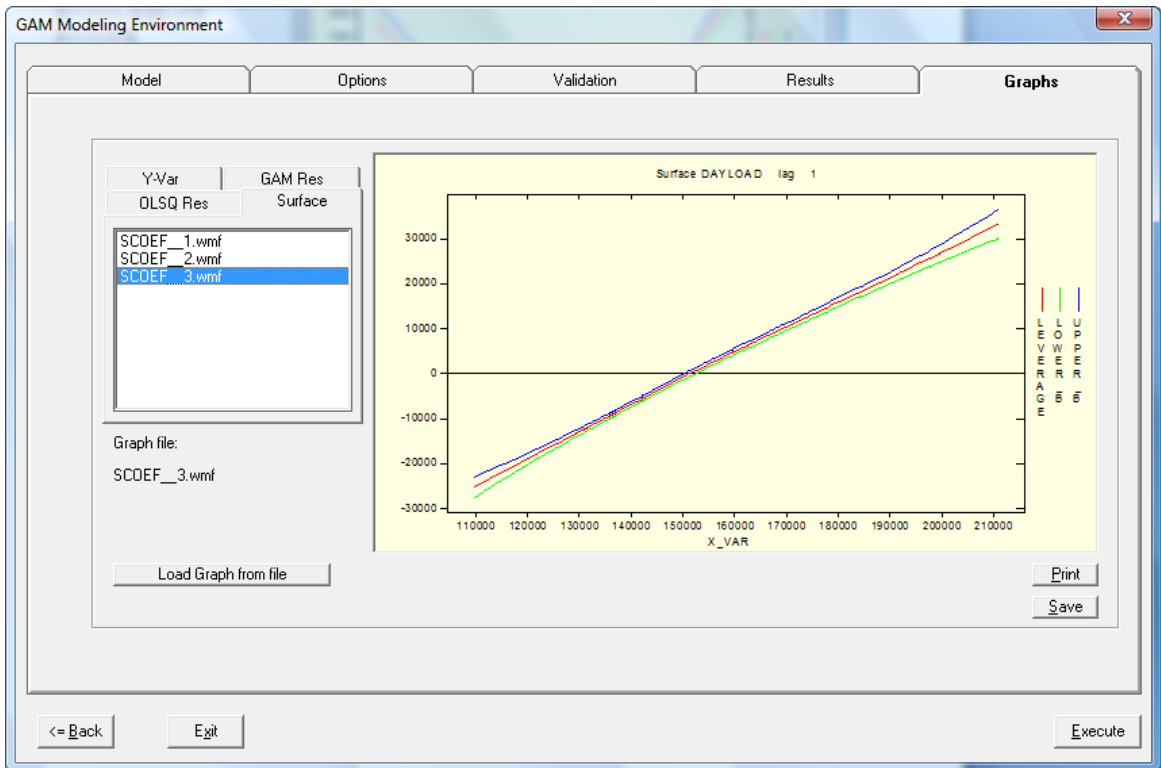 GAM Modeling Environment
x
Model
Options
Validation
Results
Graphs
Y-Var
GAM Res
OLSQ Res
Surface
SCOEF__1.wmf
SCOEF__2.wmf
SCOEF__3.wmf
Graph file:
SCOEF__3.wmf
Load Graph from file
Surface DAYLOAD lag 1
30000
20000
10000
0
-10000
-20000
-30000
110000 120000 130000 140000 150000 160000 170000 180000 190000 200000 210000
X_VAR
LEVERAGE
LOWER_B
UPPER_B
Print
Save
<= Back
Exit
Execute